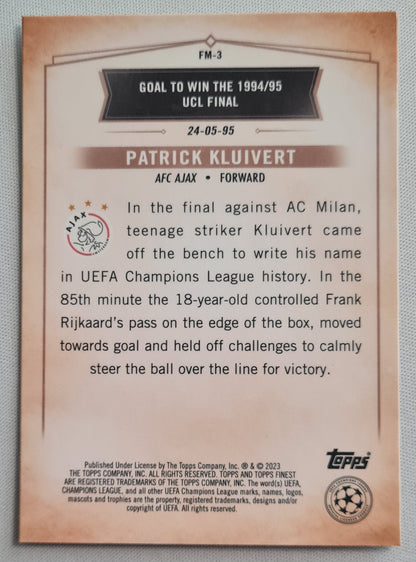 FM-3
GOAL TO WIN THE 1994/95
UCL FINAL
24-05-95
PATRICK KLUIVERT
AFC AJAX • FORWARD
AJAX
In the final against AC Milan,
teenage striker Kluivert came
off the bench to write his name
in UEFA Champions League history. In the
85th minute the 18-year-old controlled Frank
Rijkaard's pass on the edge of the box, moved
towards goal and held off challenges to calmly
steer the ball over the line for victory.
Published Under License by The Topps Company, Inc. ® & © 2023
THE TOPPS COMPANY, INC. ALL RIGHTS RESERVED. TOPPS AND TOPPS FINEST
ARE REGISTERED TRADEMARKS OF THE TOPPS COMPANY, INC. The word(s) UEFA,
CHAMPIONS LEAGUE, and all other UEFA Champions League marks, names, logos,
mascots and trophies are the property, registered trademarks, designs and/or
copyright of UEFA. All rights reserved.
Topps